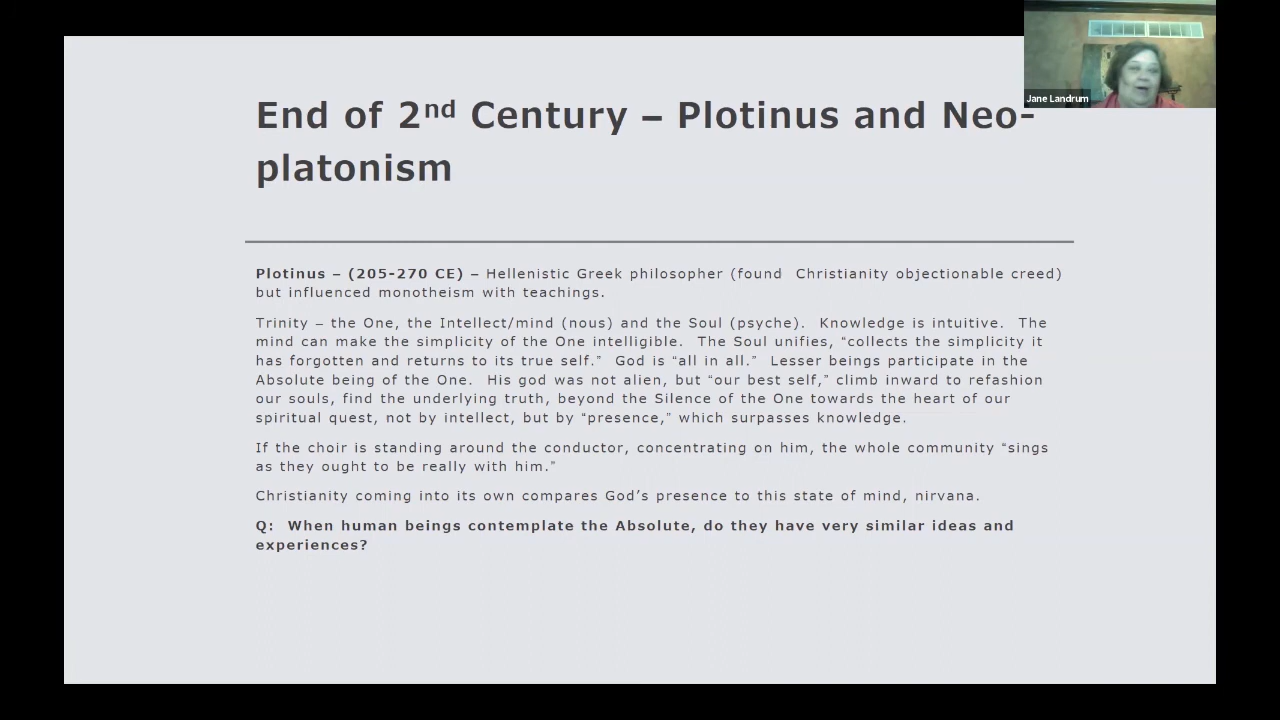 End of 2nd Century – Plotinus and Neo-
platonism
Jane Landrum
Plotinus – (205-270 CE) – Hellenistic Greek philosopher (found Christianity objectionable creed)
but influenced monotheism with teachings.
Trinity – the One, the Intellect/mind (nous) and the Soul (psyche). Knowledge is intuitive. The
mind can make the simplicity of the One intelligible. The Soul unifies, “collects the simplicity it
has forgotten and returns to its true self.” God is “all in all.” Lesser beings participate in the
Absolute being of the One. His god was not alien, but “our best self,” climb inward to refashion
our souls, find the underlying truth, beyond the Silence of the One towards the heart of our
spiritual quest, not by intellect, but by “presence,” which surpasses knowledge.
If the choir is standing around the conductor, concentrating on him, the whole community “sings
as they ought to be really with him.”
Christianity coming into its own compares God’s presence to this state of mind, nirvana.
Q: When human beings contemplate the Absolute, do they have very similar ideas and
experiences?